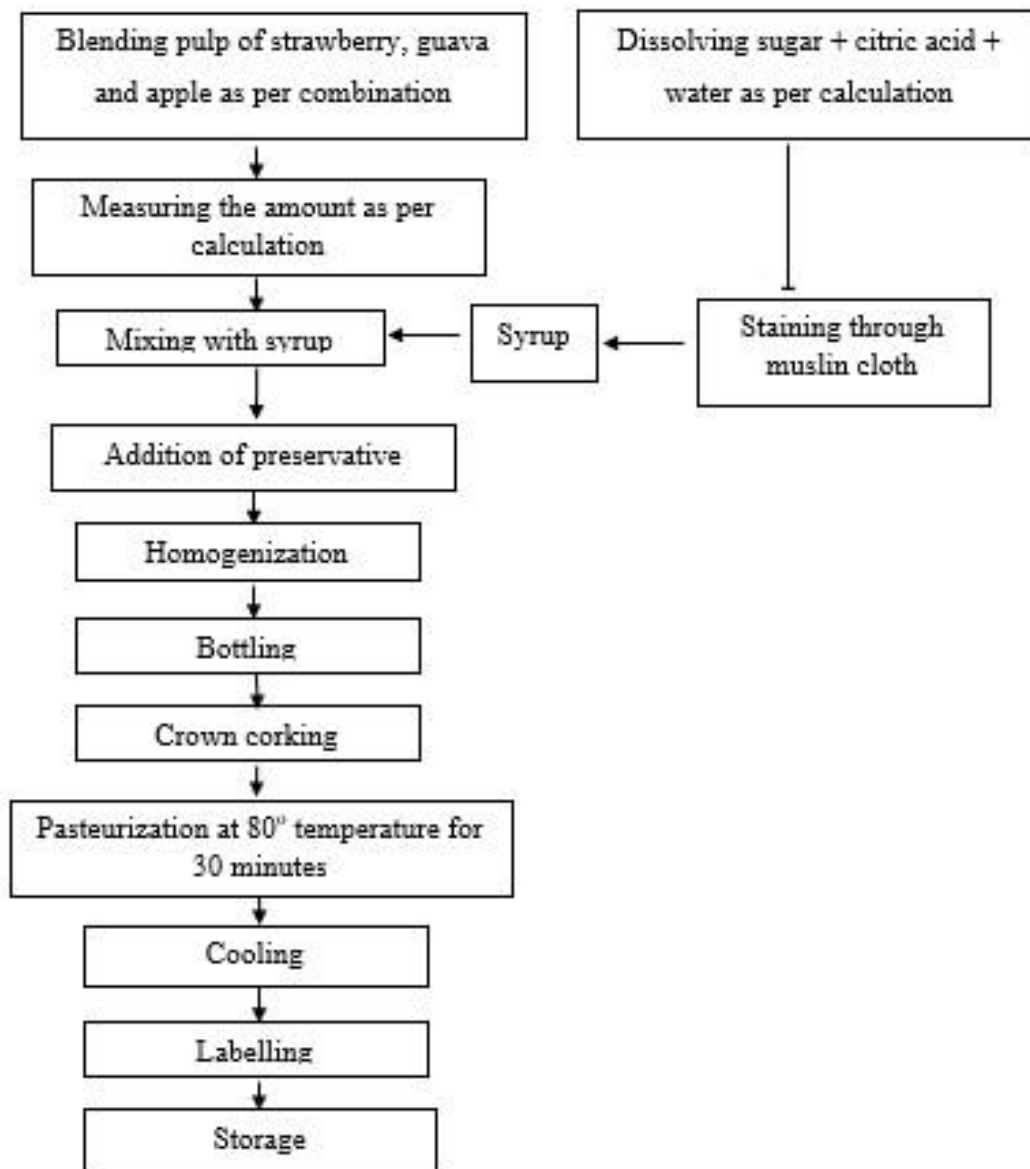 Blending pulp of strawberry, guava
and apple as per combination
Dissolving sugar + citric acid +
water as per calculation
Measuring the amount as per
calculation
Mixing with syrup
Syrup
Staining through
muslin cloth
Addition of preservative
Homogenization
Bottling
Crown corking
Pasteurization at 80° temperature for
30 minutes
Cooling
Labelling
Storage